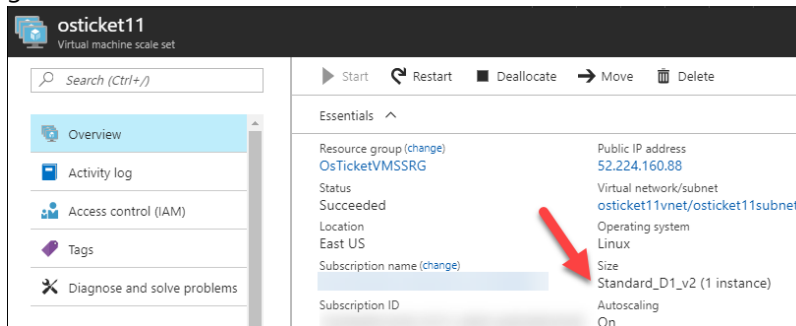 osticket11
Virtual machine scale set
Search (Ctrl+/)
Overview
Activity log
Access control (IAM)
Tags
Diagnose and solve problems
Start Restart Deallocate Move Delete
Essentials
Resource group (change)
OsTicketVMSSRG
Status
Succeeded
Location
East US
Subscription name (change)
Subscription ID
Public IP address
52.224.160.88
Virtual network/subnet
osticket11vnet/osticket11subnet
Operating system
Linux
Size
Standard_D1_v2 (1 instance)
Autoscaling
On